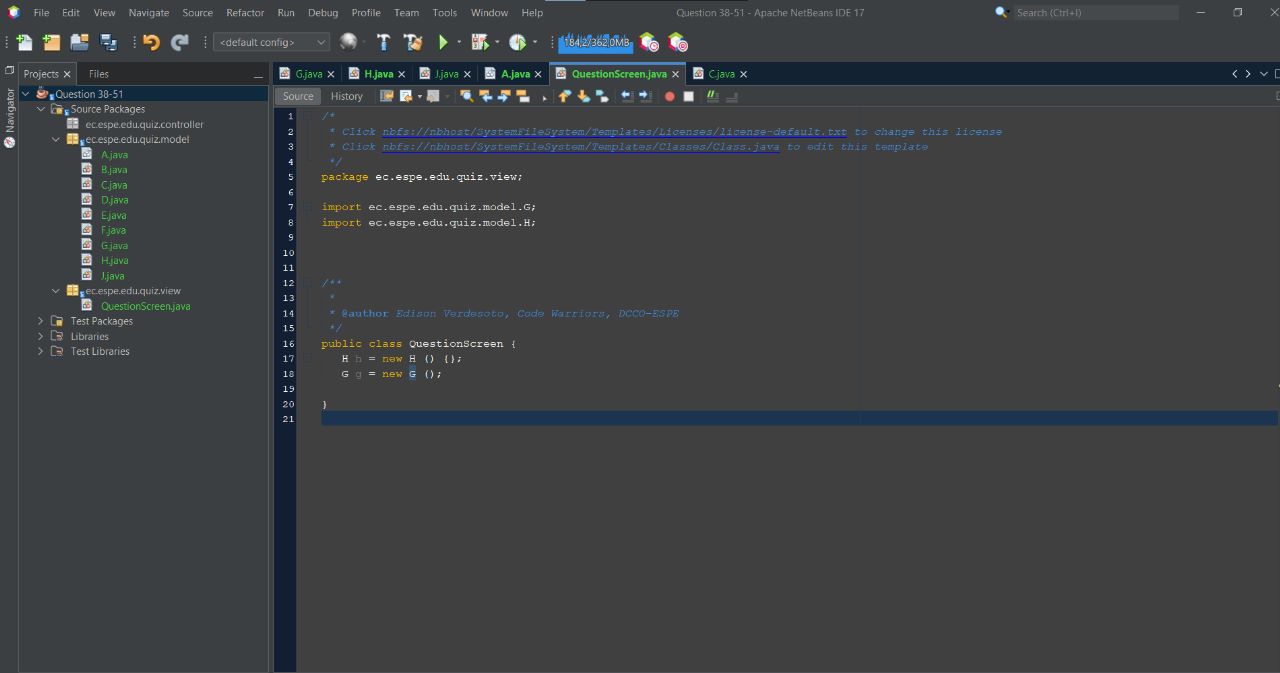 File Edit View Navigate Source Refactor Run Debug Profile Team Tools Window Help Question 38-51 - Apache NetBeans IDE 17 Search (Ctrl+I)
<default config> 184,2/362,0MB
Projects Files
G.java H.java J.java A.java QuestionScreen.java C.java
Source History
Navigator
Question 38-51
Source Packages
ec.espe.edu.quiz.controller
ec.espe.edu.quiz.model
A.java
B.java
C.java
D.java
E.java
F.java
G.java
H.java
J.java
ec.espe.edu.quiz.view
QuestionScreen.java
Test Packages
Libraries
Test Libraries
1 /*
2 * Click nbfs://nbhost/SystemFileSystem/Templates/Licenses/license-default.txt to change this license
3 * Click nbfs://nbhost/SystemFileSystem/Templates/Classes/Class.java to edit this template
4 */
5 package ec.espe.edu.quiz.view;
6
7 import ec.espe.edu.quiz.model.G;
8 import ec.espe.edu.quiz.model.H;
9
10
11
12 /**
13 *
14 * @author Edison Verdesoto, Code Warriors, DCCO-ESPE
15 */
16 public class QuestionScreen {
17 H h = new H () {};
18 G g = new G ();
19
20 }
21